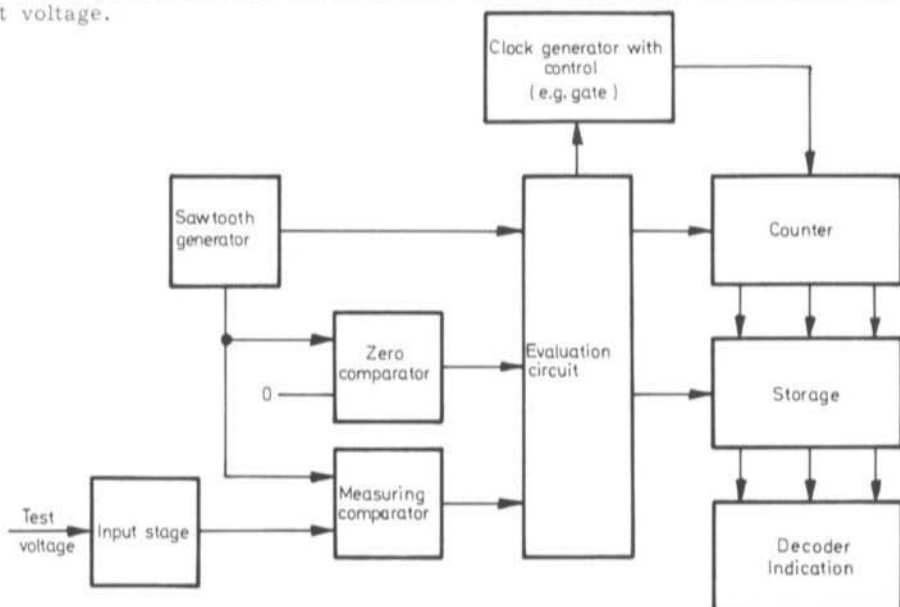 t voltage.
Clock generator with
control
(e.g. gate)
Sawtooth
generator
Counter
Zero
comparator
0
Evaluation
circuit
Storage
Measuring
comparator
Test
voltage
Input stage
Decoder
Indication